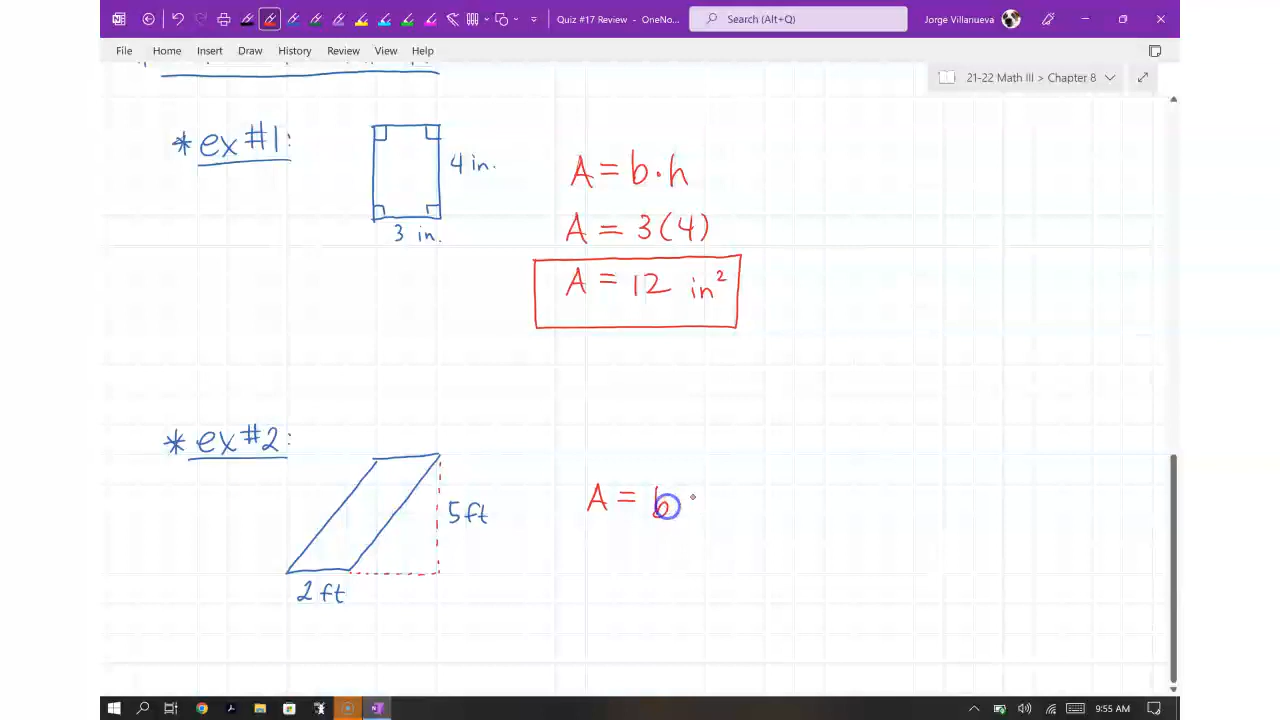 Quiz #17 Review - OneNo...
Search (Alt+Q)
Jorge Villanueva
File Home Insert Draw History Review View Help
21-22 Math III > Chapter 8
* ex #1:
4 in.
3 in.
A = b · h
A = 3(4)
A = 12 in²
* ex #2:
5 ft
2 ft
A = b
9:55 AM